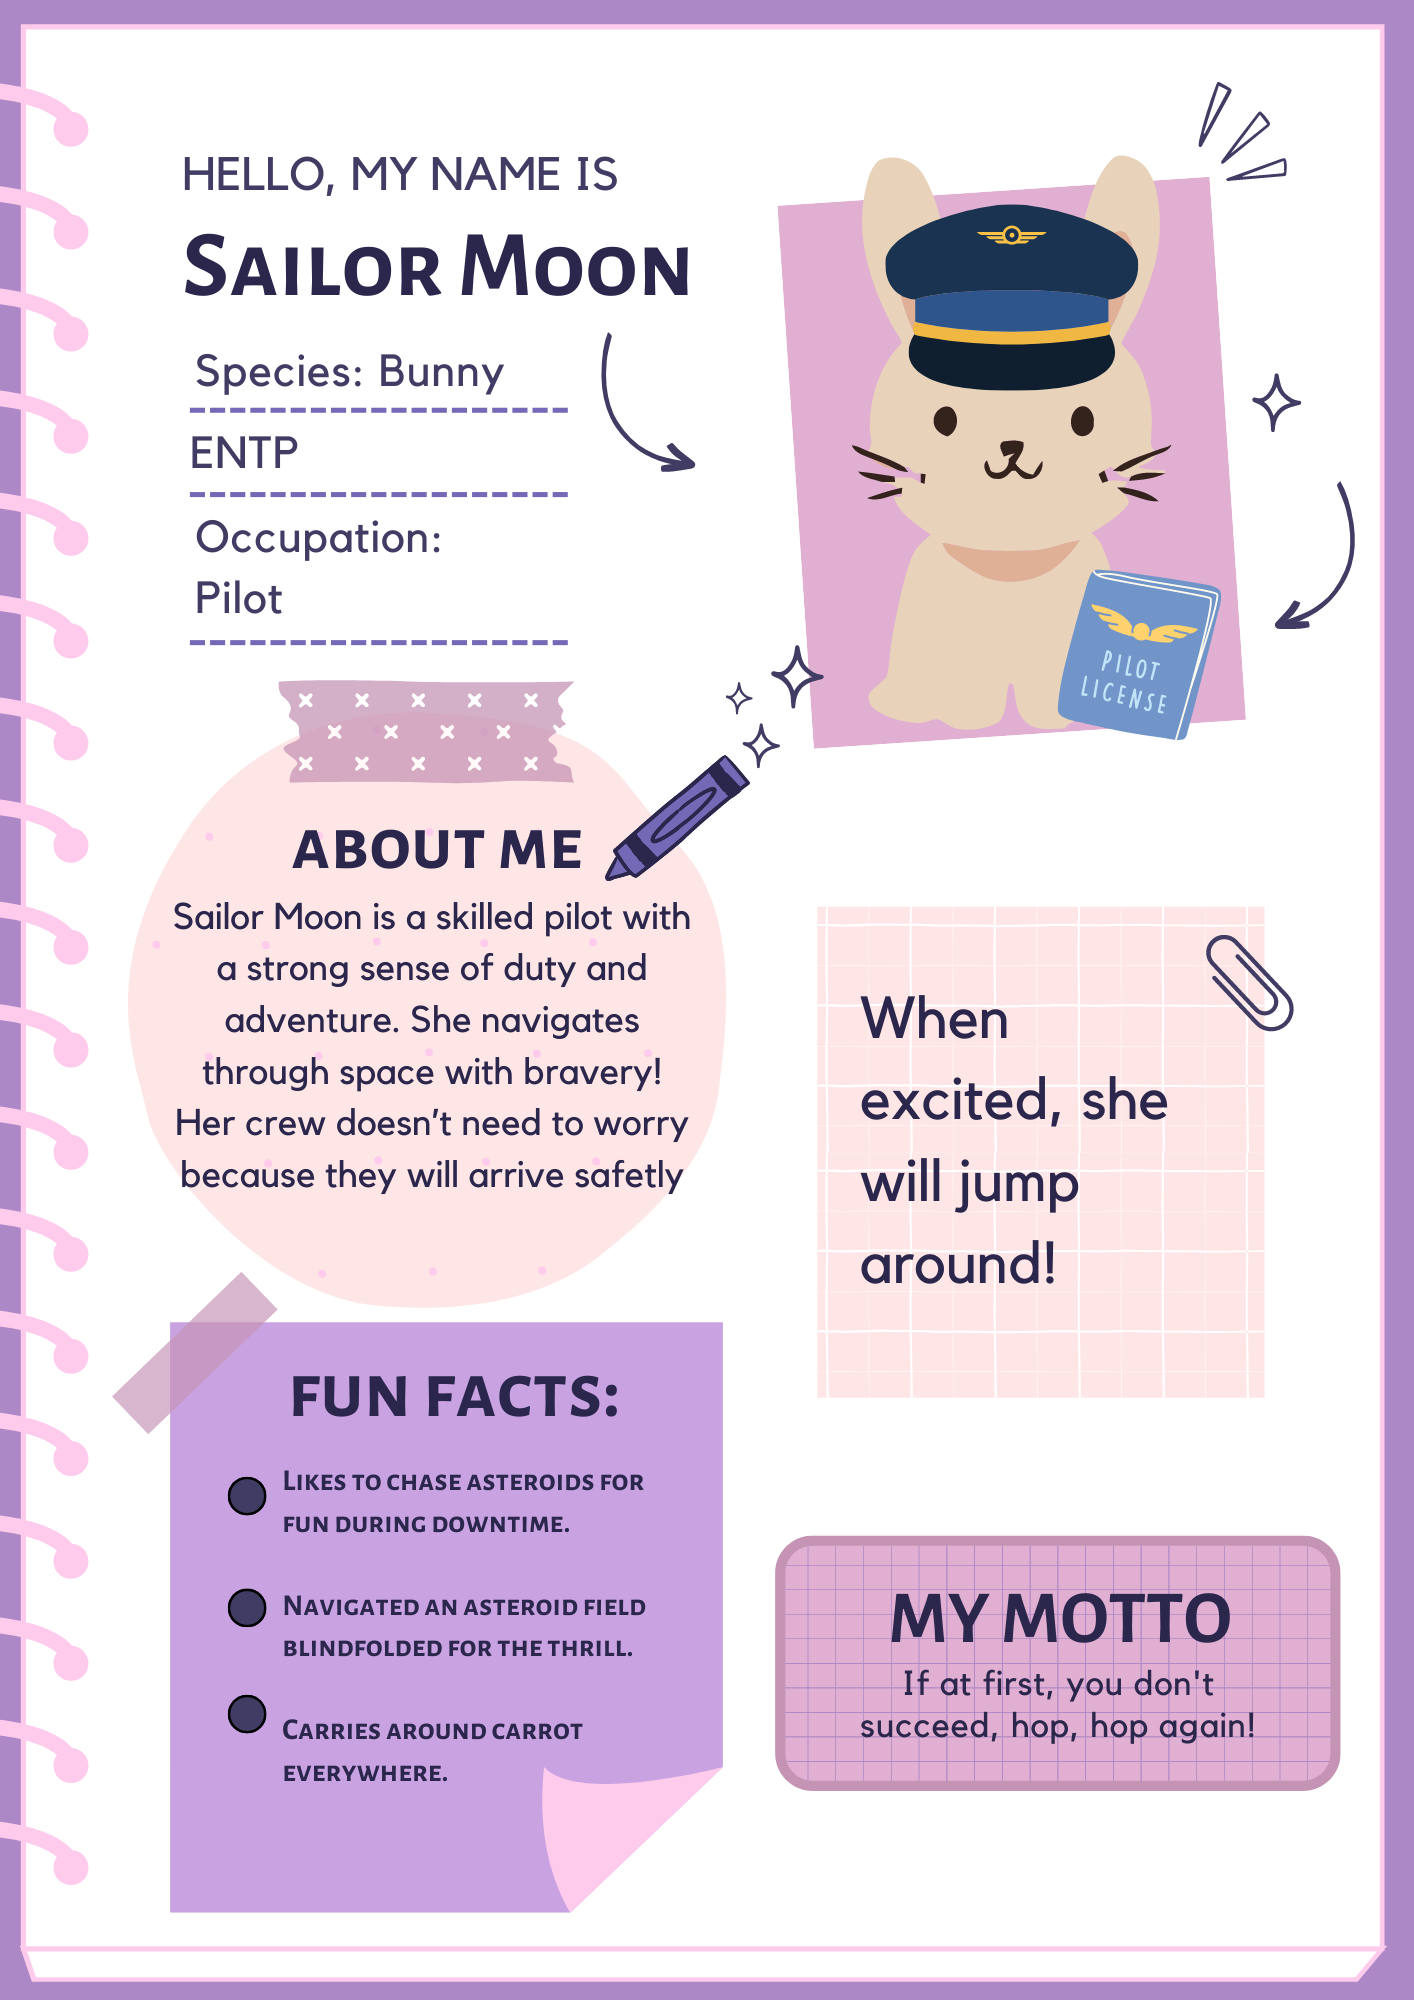 HELLO, MY NAME IS
Sailor Moon
Species: Bunny
ENTP
Occupation:
Pilot
PILOT
LICENSE
ABOUT ME
Sailor Moon is a skilled pilot with
a strong sense of duty and
adventure. She navigates
through space with bravery!
Her crew doesn’t need to worry
because they will arrive safetly
When
excited, she
will jump
around!
FUN FACTS:
Likes to chase asteroids for
fun during downtime.
Navigated an asteroid field
blindfolded for the thrill.
Carries around carrot
everywhere.
MY MOTTO
If at first, you don't
succeed, hop, hop again!